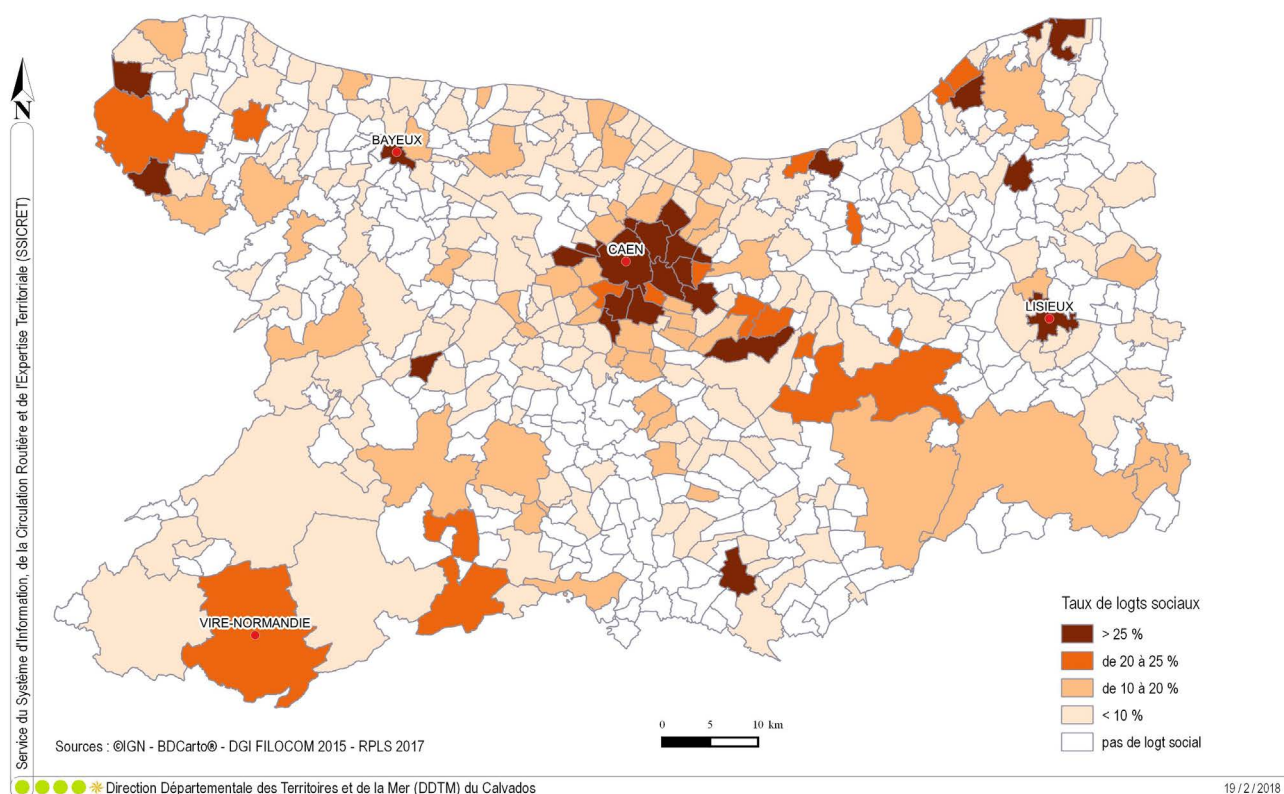 N
Service du Système d'Information, de la Circulation Routière et de l'Expertise Territoriale (SSICRET)
BAYEUX
CAEN
LISIEUX
VIRE-NORMANDIE
Taux de logts sociaux
> 25 %
de 20 à 25 %
de 10 à 20 %
< 10 %
pas de logt social
0 5 10 km
Sources : ©IGN - BDCarto® - DGI FILOCOM 2015 - RPLS 2017
Direction Départementale des Territoires et de la Mer (DDTM) du Calvados
19 / 2 / 2018